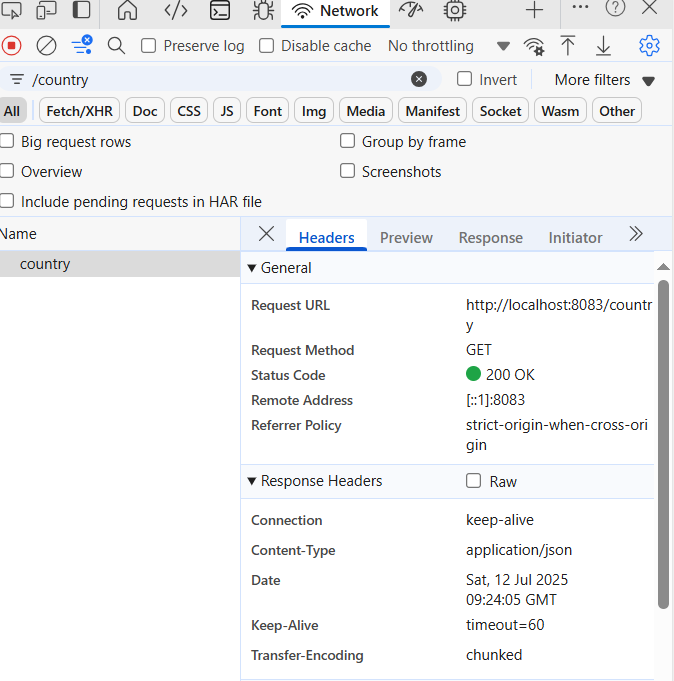 Network
Preserve log Disable cache No throttling
/country Invert More filters
All Fetch/XHR Doc CSS JS Font Img Media Manifest Socket Wasm Other
Big request rows Group by frame
Overview Screenshots
Include pending requests in HAR file
Name Headers Preview Response Initiator
country
General
Request URL http://localhost:8083/countr
y
Request Method GET
Status Code 200 OK
Remote Address [::1]:8083
Referrer Policy strict-origin-when-cross-ori
gin
Response Headers Raw
Connection keep-alive
Content-Type application/json
Date Sat, 12 Jul 2025
09:24:05 GMT
Keep-Alive timeout=60
Transfer-Encoding chunked